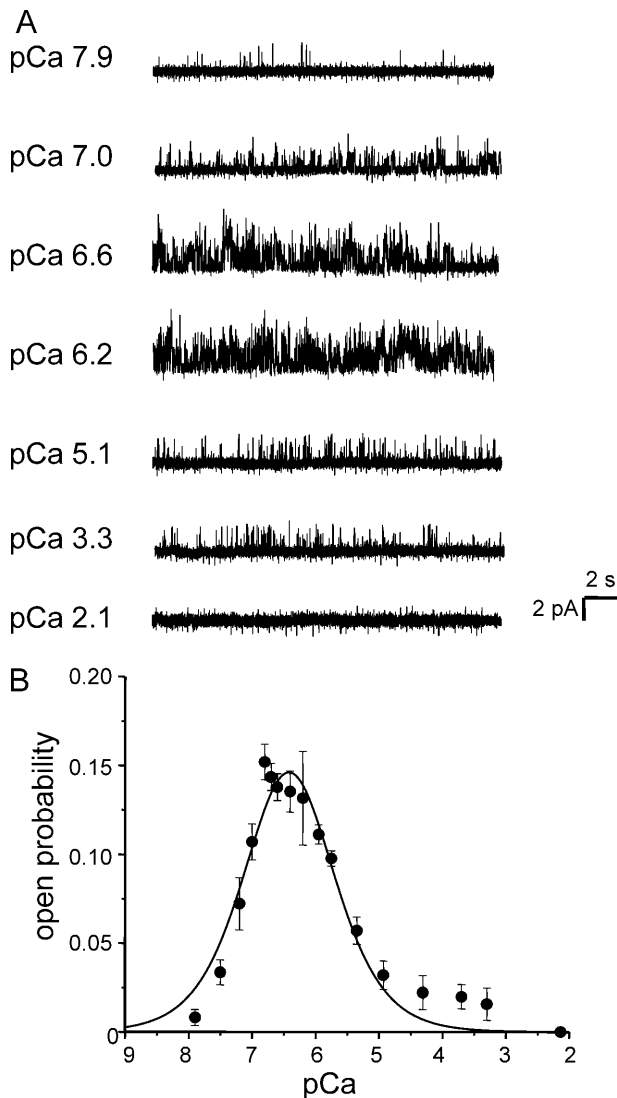 A
pCa 7.9
pCa 7.0
pCa 6.6
pCa 6.2
pCa 5.1
pCa 3.3
pCa 2.1
2 s
2 pA
B
0.20
0.15
0.10
0.05
0
open probability
9 8 7 6 5 4 3 2
pCa